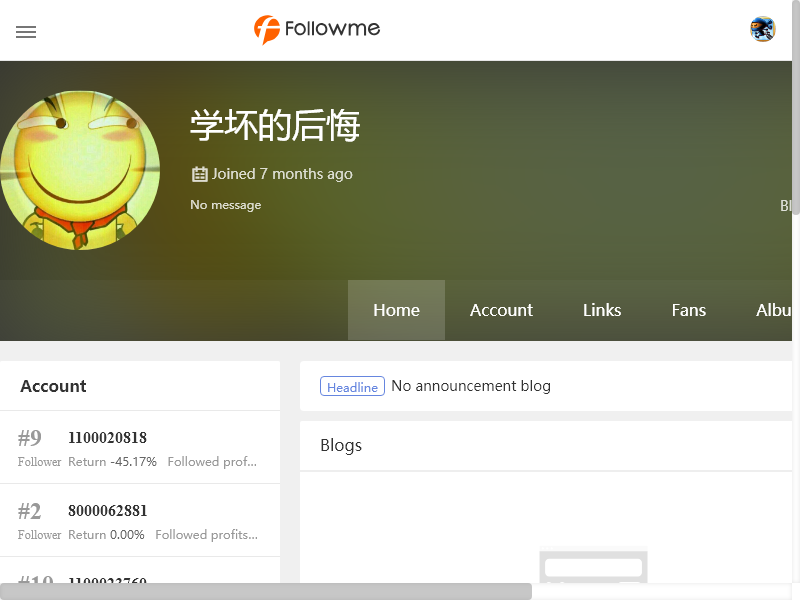 Followme
学坏的后悔
Joined 7 months ago
No message
Home Account Links Fans Albu
Account
Headline No announcement blog
#9 1100020818
Follower Return -45.17% Followed prof...
Blogs
#2 8000062881
Follower Return 0.00% Followed profits...